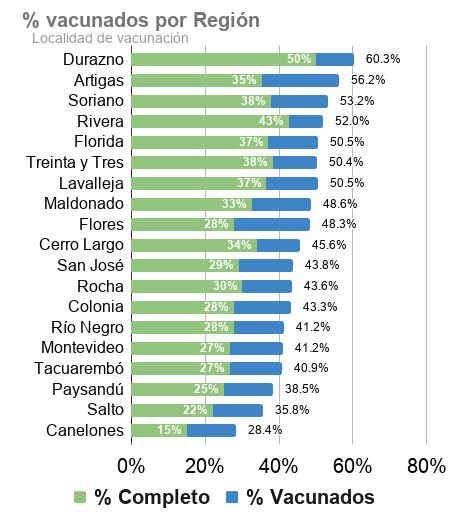 % vacunados por Región
Localidad de vacunación
Durazno 50% 60.3%
Artigas 35% 56.2%
Soriano 38% 53.2%
Rivera 43% 52.0%
Florida 37% 50.5%
Treinta y Tres 38% 50.4%
Lavalleja 37% 50.5%
Maldonado 33% 48.6%
Flores 28% 48.3%
Cerro Largo 34% 45.6%
San José 29% 43.8%
Rocha 30% 43.6%
Colonia 28% 43.3%
Río Negro 28% 41.2%
Montevideo 27% 41.2%
Tacuarembó 27% 40.9%
Paysandú 25% 38.5%
Salto 22% 35.8%
Canelones 15% 28.4%
0% 20% 40% 60% 80%
% Completo % Vacunados